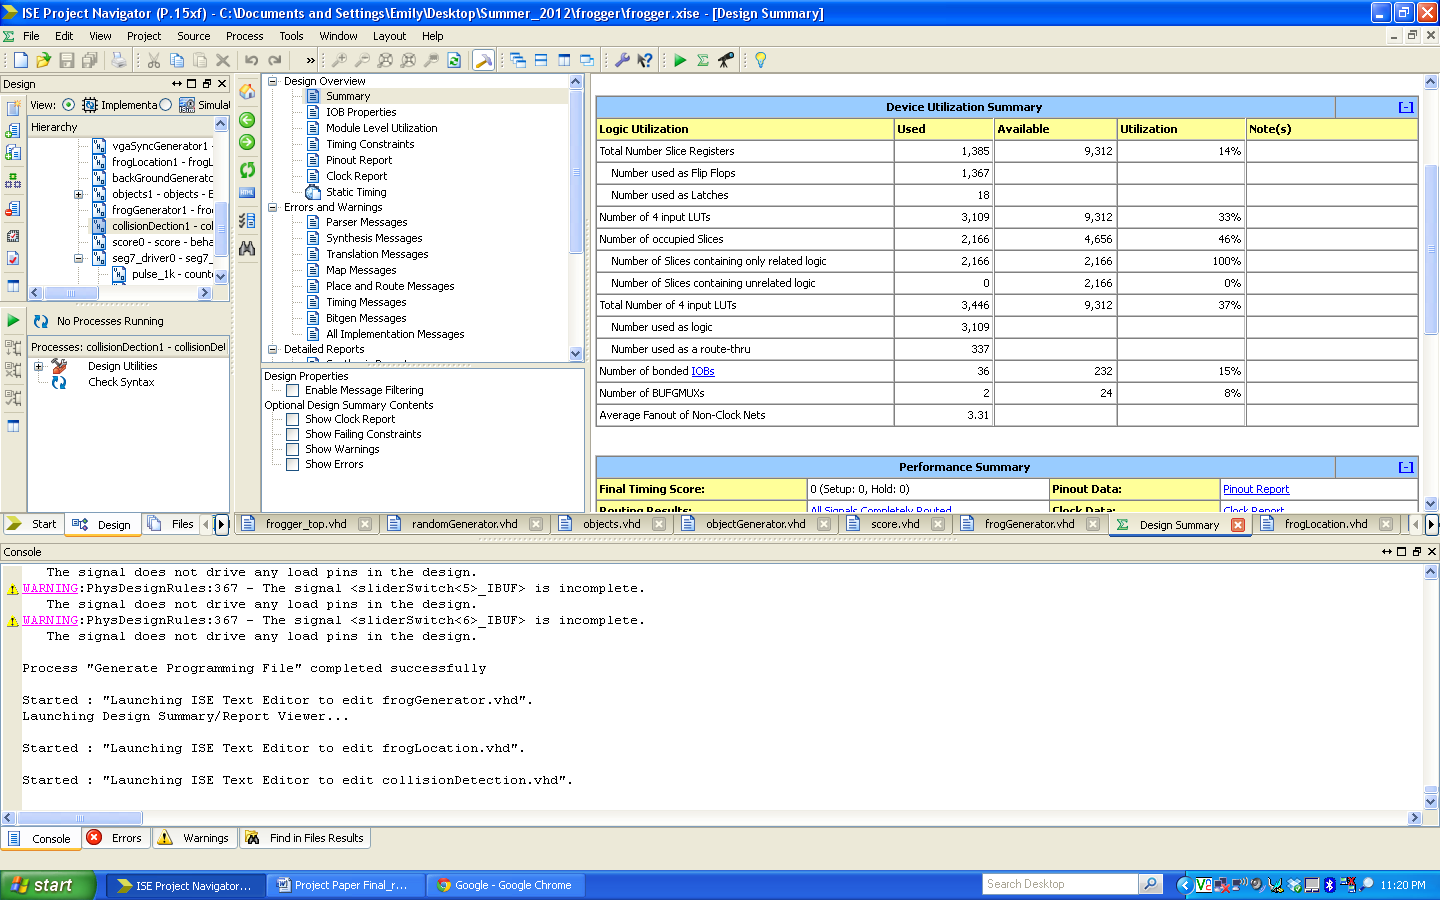 ISE Project Navigator (P.15xf) - C:\Documents and Settings\Emily\Desktop\Summer_2012\frogger\frogger.xise - [Design Summary]
File Edit View Project Source Process Tools Window Layout Help
Design
View: Implementa Simulat
Hierarchy
vgaSyncGenerator1 -
frogLocation1 - frogL
backGroundGenerato
objects1 - objects - B
frogGenerator1 - fro
collisionDection1 - col
score0 - score - beha
seg7_driver0 - seg7_
pulse_1k - count
No Processes Running
Processes: collisionDection1 - collisionDet
Design Utilities
Check Syntax
Start Design Files
Design Overview
Summary
IOB Properties
Module Level Utilization
Timing Constraints
Pinout Report
Clock Report
Static Timing
Errors and Warnings
Parser Messages
Synthesis Messages
Translation Messages
Map Messages
Place and Route Messages
Timing Messages
Bitgen Messages
All Implementation Messages
Detailed Reports
Design Properties
Enable Message Filtering
Optional Design Summary Contents
Show Clock Report
Show Failing Constraints
Show Warnings
Show Errors
Device Utilization Summary [-]
Logic Utilization Used Available Utilization Note(s)
Total Number Slice Registers 1,385 9,312 14%
Number used as Flip Flops 1,367
Number used as Latches 18
Number of 4 input LUTs 3,109 9,312 33%
Number of occupied Slices 2,166 4,656 46%
Number of Slices containing only related logic 2,166 2,166 100%
Number of Slices containing unrelated logic 0 2,166 0%
Total Number of 4 input LUTs 3,446 9,312 37%
Number used as logic 3,109
Number used as a route-thru 337
Number of bonded IOBs 36 232 15%
Number of BUFGMUXs 2 24 8%
Average Fanout of Non-Clock Nets 3.31
Performance Summary [-]
Final Timing Score: 0 (Setup: 0, Hold: 0) Pinout Data: Pinout Report
Routing Results: All Signals Completely Routed Clock Data: Clock Report
frogger_top.vhd randomGenerator.vhd objects.vhd objectGenerator.vhd score.vhd frogGenerator.vhd Design Summary frogLocation.vhd
Console
The signal does not drive any load pins in the design.
WARNING:PhysDesignRules:367 - The signal <sliderSwitch<5>_IBUF> is incomplete.
The signal does not drive any load pins in the design.
WARNING:PhysDesignRules:367 - The signal <sliderSwitch<6>_IBUF> is incomplete.
The signal does not drive any load pins in the design.
Process "Generate Programming File" completed successfully
Started : "Launching ISE Text Editor to edit frogGenerator.vhd".
Launching Design Summary/Report Viewer...
Started : "Launching ISE Text Editor to edit frogLocation.vhd".
Started : "Launching ISE Text Editor to edit collisionDetection.vhd".
Console Errors Warnings Find in Files Results
start ISE Project Navigator... Project Paper Final_r... Google - Google Chrome Search Desktop 11:20 PM